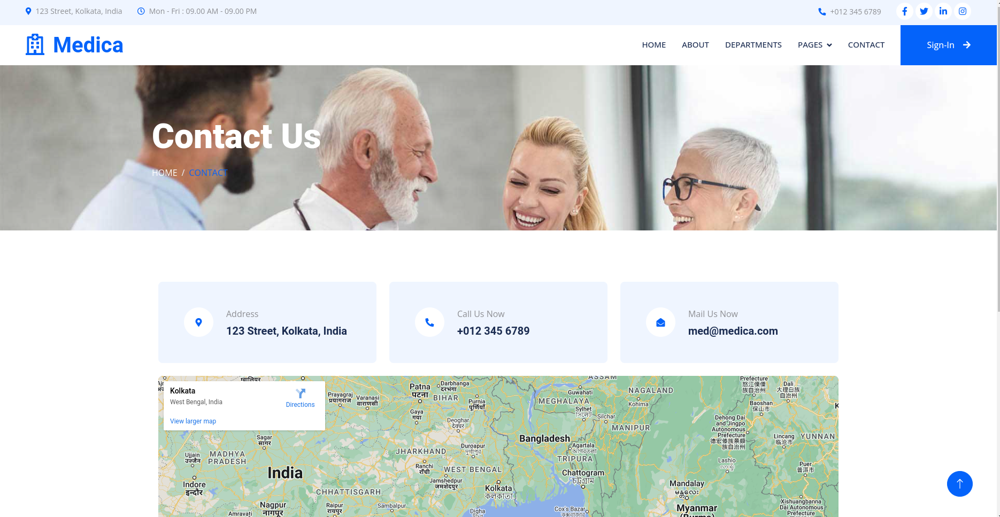 123 Street, Kolkata, India
Mon - Fri : 09.00 AM - 09.00 PM
+012 345 6789
Medica
HOME
ABOUT
DEPARTMENTS
PAGES
CONTACT
Sign-In
Contact Us
HOME / CONTACT
Address
123 Street, Kolkata, India
Call Us Now
+012 345 6789
Mail Us Now
med@medica.com
Kolkata
West Bengal, India
Directions
View larger map
ग्वालियर
Prayagraj
प्रयागराज
Varanasi
वाराणसी
Patna
पटना
Darbhanga
दरभंगा
BIHAR
Purnia
पूर्णियाँ
Gaya
गया
Deoghar
देवघर
ASSAM
Guwahati
MEGHALAYA
Sylhet
সিলেট
Silchar
NAGALAND
Kohima
MANIPUR
Prefecture
怒江傈僳
族自治州
Dali
大理白族
自治州
Baoshan
保山市
Dehong Dai
and Jingpo
Autonomous
Prefecture
德宏傣族景颇
族自治州
Lincang
临沧市
YUNNAN
Sagar
सागर
Ujjain
उज्जैन
MADHYA
PRADESH
India
Indore
इन्दौर
JHARKHAND
Ranchi
राँची
Durgapur
দুর্গাপুর
WEST BENGAL
Jamshedpur
जमशेदपुर
Kolkata
কলকাতা
Bangladesh
Agartala
আগরতলা
TRIPURA
Chattogram
চট্টগ্রাম
Lashio
လားရှိုး
Puer
普洱市
CHHATTISGARH
Nagpur
नागपूर
Raipur
रायपुर
Sambalpur
Amravati
Digha
দিঘা
Cox's Bazar
কক্সবাজার
Mandalay
မန္တလေး
Myanmar
(Burma)
Xishuangbanna
Dai Autonomous
Prefecture